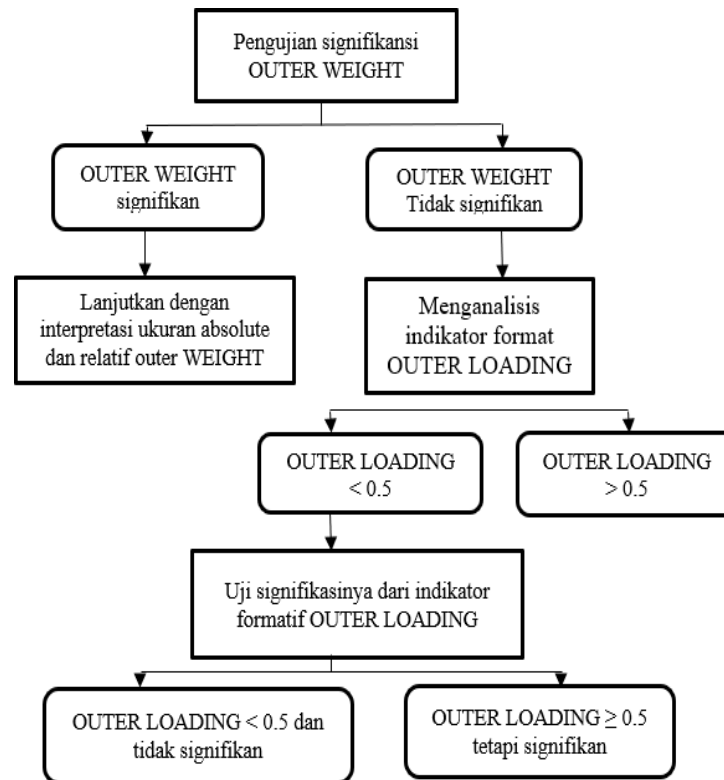 Pengujian signifikansi
OUTER WEIGHT
OUTER WEIGHT
signifikan
OUTER WEIGHT
Tidak signifikan
Lanjutkan dengan
interpretasi ukuran absolute
dan relatif outer WEIGHT
Menganalisis
indikator format
OUTER LOADING
OUTER LOADING
< 0.5
OUTER LOADING
> 0.5
Uji signifikasinya dari indikator
formatif OUTER LOADING
OUTER LOADING < 0.5 dan
tidak signifikan
OUTER LOADING ≥ 0.5
tetapi signifikan